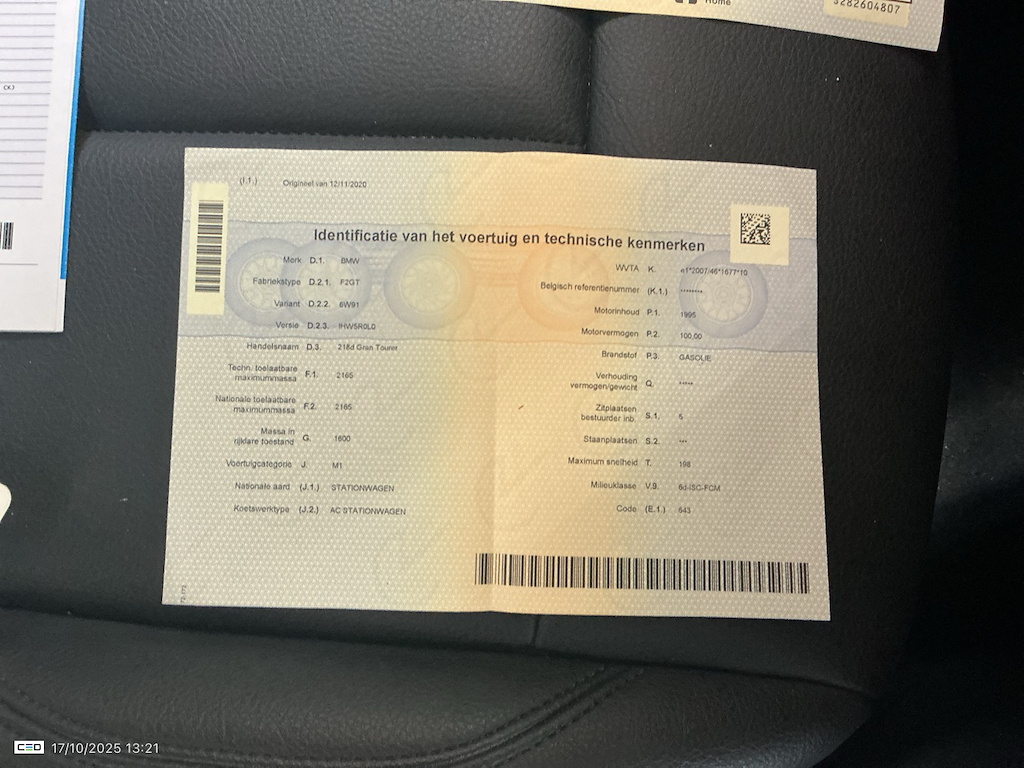 Home
3282604807
CK2
(I.1.) Origineel van 12/11/2020
Identificatie van het voertuig en technische kenmerken
Merk D.1. BMW
Fabriekstype D.2.1. F2GT
Variant D.2.2. 6W91
Versie D.2.3. IHW5R0L0
Handelsnaam D.3. 218d Gran Tourer
Techn. toelaatbare
maximummassa F.1. 2165
Nationale toelaatbare
maximummassa F.2. 2165
Massa in
rijklare toestand G. 1600
Voertuigcategorie J. M1
Nationale aard (J.1.) STATIONWAGEN
Koetswerktype (J.2.) AC STATIONWAGEN
WVTA K. e1*2007/46*1677*10
Belgisch referentienummer (K.1.) ********
Motorinhoud P.1. 1995
Motorvermogen P.2. 100.00
Brandstof P.3. GASOLIE
Verhouding
vermogen/gewicht Q. *****
Zitplaatsen
bestuurder inb. S.1. 5
Staanplaatsen S.2. ***
Maximum snelheid T. 198
Milieuklasse V.9. 6d-ISC-FCM
Code (E.1.) 643
CEO 17/10/2025 13:21